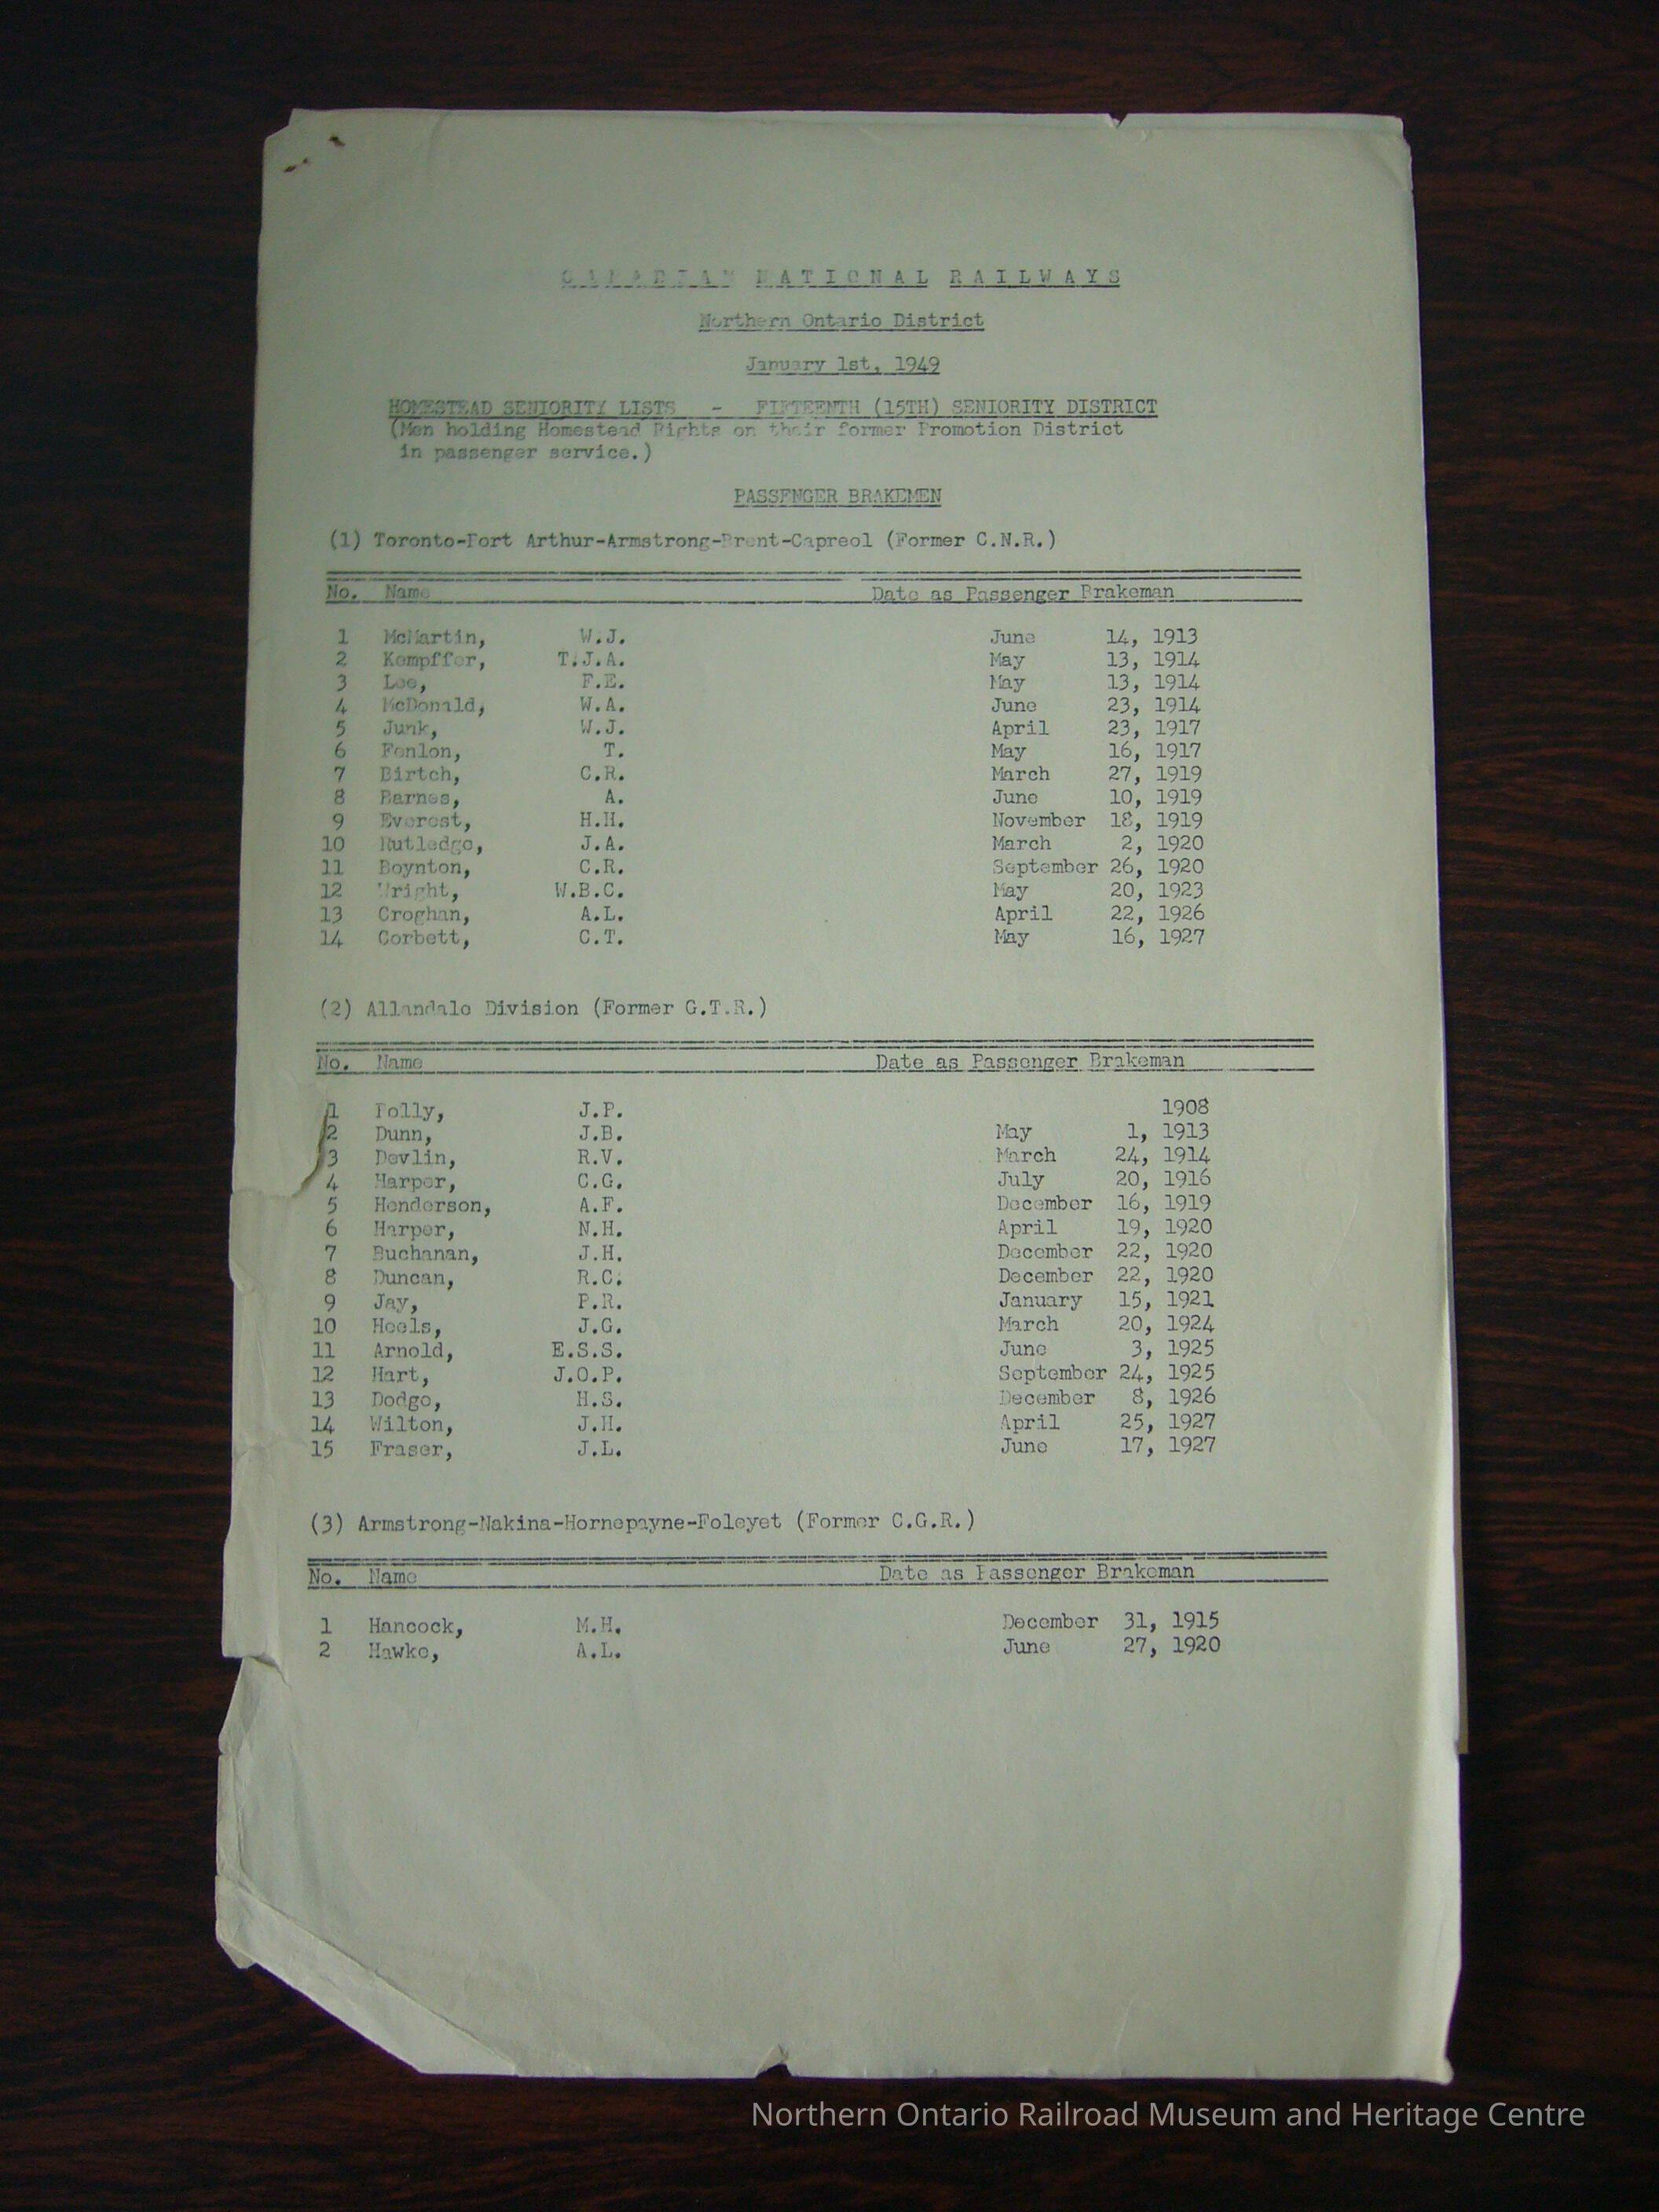 CANADIAN NATIONAL RAILWAYS
Northern Ontario District
January 1st, 1949
HOMESTEAD SENIORITY LISTS - FIFTEENTH (15TH) SENIORITY DISTRICT
(Men holding Homestead Rights on their former Promotion District
in passenger service.)
PASSENGER BRAKEMEN
(1) Toronto-Port Arthur-Armstrong-Brent-Capreol (Former C.N.R.)
No. Name Date as Passenger Brakeman
1 McMartin, W.J. June 14, 1913
2 Kempffer, T.J.A. May 13, 1914
3 Lee, F.E. May 13, 1914
4 McDonald, W.A. June 23, 1914
5 Junk, W.J. April 23, 1917
6 Fenlon, T. May 16, 1917
7 Birtch, C.R. March 27, 1919
8 Barnes, A. June 10, 1919
9 Everest, H.H. November 18, 1919
10 Rutledge, J.A. March 2, 1920
11 Boynton, C.R. September 26, 1920
12 Wright, W.B.C. May 20, 1923
13 Croghan, A.L. April 22, 1926
14 Corbett, C.T. May 16, 1927
(2) Allandale Division (Former G.T.R.)
No. Name Date as Passenger Brakeman
1 Polly, J.P. 1908
2 Dunn, J.B. May 1, 1913
3 Devlin, R.V. March 24, 1914
4 Harper, C.G. July 20, 1916
5 Henderson, A.F. December 16, 1919
6 Harper, N.H. April 19, 1920
7 Buchanan, J.H. December 22, 1920
8 Duncan, R.C. December 22, 1920
9 Jay, P.R. January 15, 1921
10 Heels, J.G. March 20, 1924
11 Arnold, E.S.S. June 3, 1925
12 Hart, J.O.P. September 24, 1925
13 Dodge, H.S. December 8, 1926
14 Wilton, J.H. April 25, 1927
15 Fraser, J.L. June 17, 1927
(3) Armstrong-Nakina-Hornepayne-Foleyet (Former C.G.R.)
No. Name Date as Passenger Brakeman
1 Hancock, M.H. December 31, 1915
2 Hawke, A.L. June 27, 1920
Northern Ontario Railroad Museum and Heritage Centre